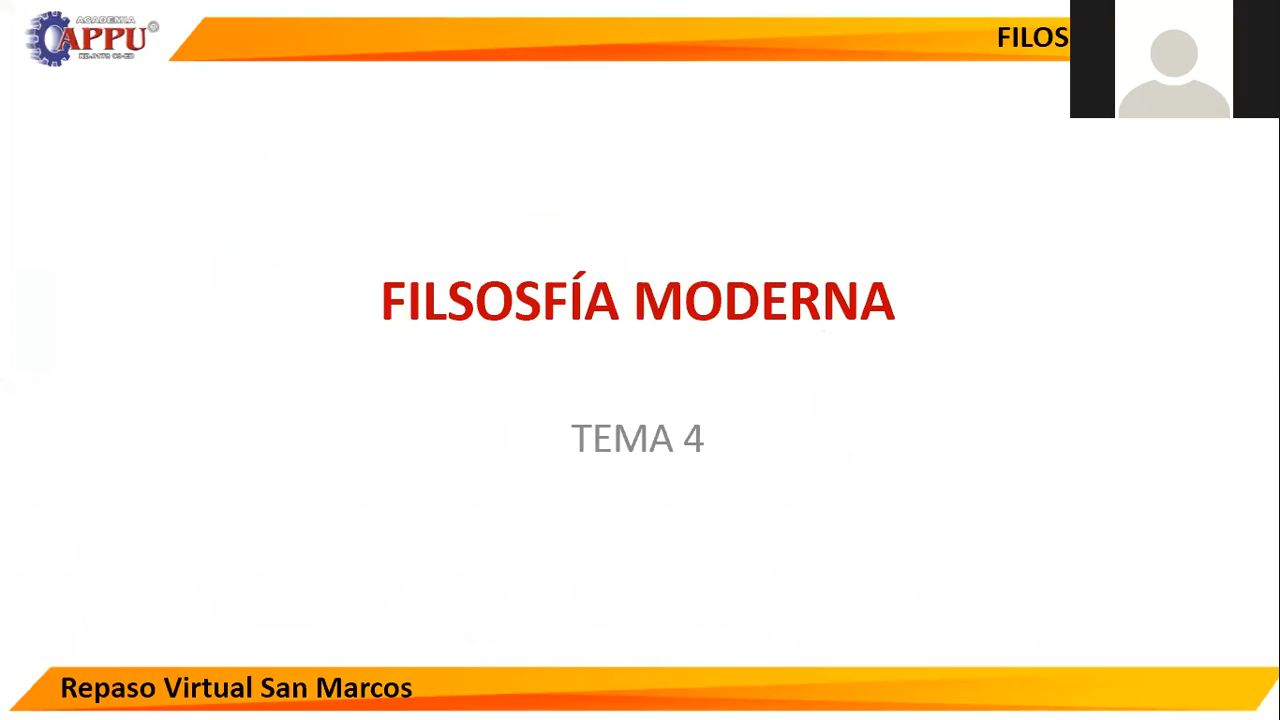 ACADEMIA
APPU
FILOS
FILSOSFÍA MODERNA
TEMA 4
Repaso Virtual San Marcos